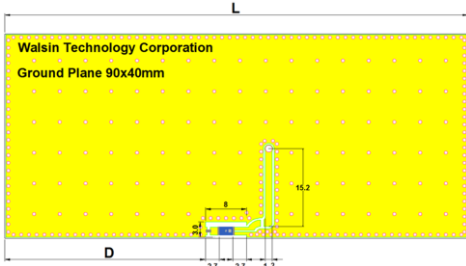 L
Walsin Technology Corporation
Ground Plane 90x40mm
15.2
8
3.0
D